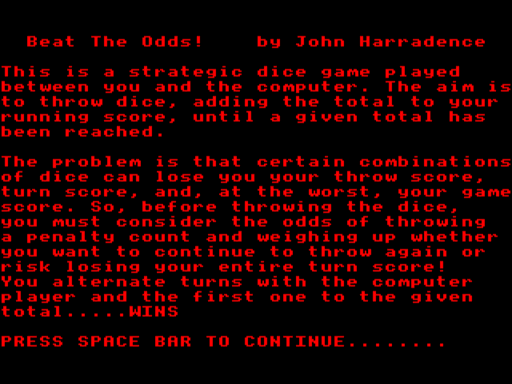 Beat The Odds!    by John Harradence
This is a strategic dice game played
between you and the computer. The aim is
to throw dice, adding the total to your
running score, until a given total has
been reached.
The problem is that certain combinations
of dice can lose you your throw score,
turn score, and, at the worst, your game
score. So, before throwing the dice,
you must consider the odds of throwing
a penalty count and weighing up whether
you want to continue to throw again or
risk losing your entire turn score!
You alternate turns with the computer
player and the first one to the given
total.....WINS
PRESS SPACE BAR TO CONTINUE........